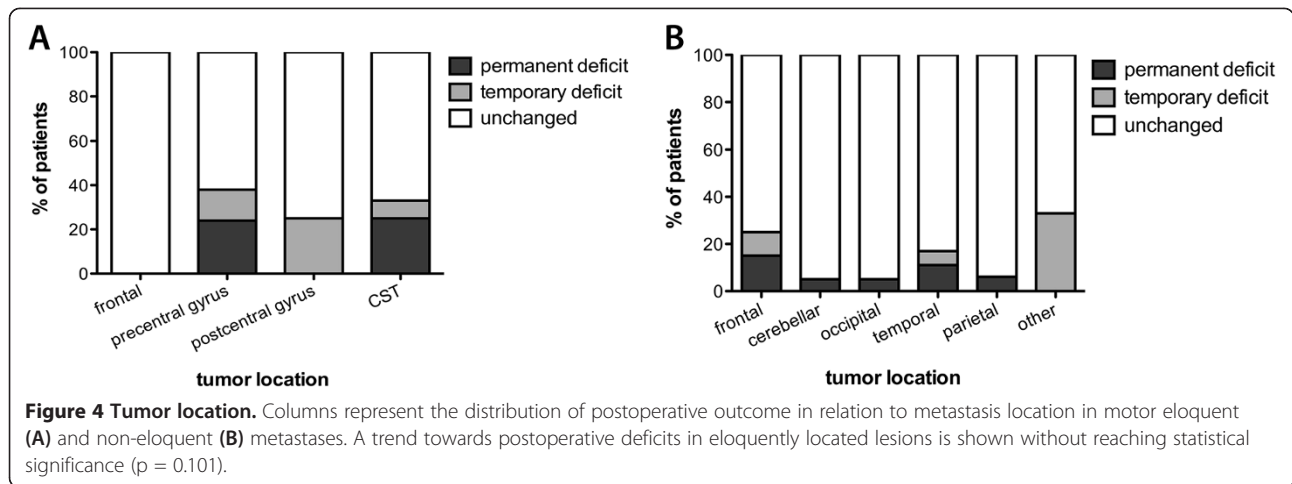 A
100
80
60
40
20
0
% of patients
frontal
precentral gyrus
postcentral gyrus
CST
tumor location
permanent deficit
temporary deficit
unchanged
B
100
80
60
40
20
0
% of patients
frontal
cerebellar
occipital
temporal
parietal
other
tumor location
permanent deficit
temporary deficit
unchanged
Figure 4 Tumor location. Columns represent the distribution of postoperative outcome in relation to metastasis location in motor eloquent
(A) and non-eloquent (B) metastases. A trend towards postoperative deficits in eloquently located lesions is shown without reaching statistical
significance (p = 0.101).